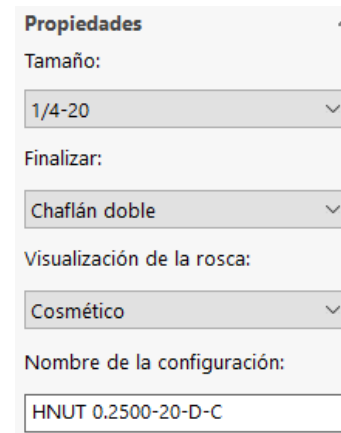 Propiedades
Tamaño:
1/4-20
Finalizar:
Chaflán doble
Visualización de la rosca:
Cosmético
Nombre de la configuración:
HNUT 0.2500-20-D-C